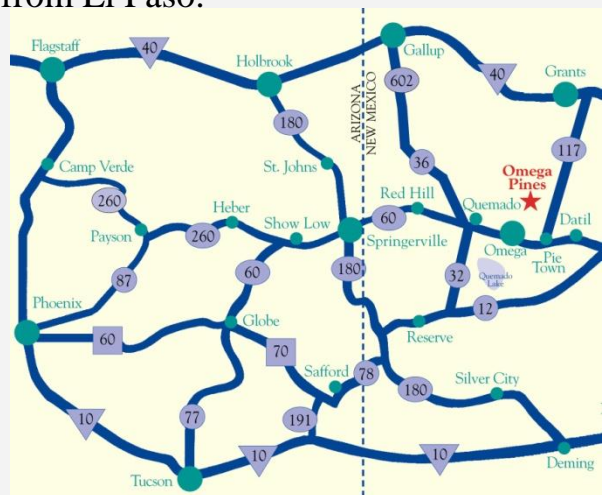 from El Paso.
Flagstaff
40
Holbrook
Gallup
40
Grants
602
ARIZONA
NEW MEXICO
180
117
Camp Verde
St. Johns
36
Omega
Pines
260
Heber
Red Hill
Quemado
Payson
260
Show Low
60
Datil
Springerville
Omega
Pie
Town
87
60
180
32
Quemado
Lake
12
Phoenix
60
Globe
70
Reserve
Safford
78
180
Silver City
10
77
191
10
10
Tucson
Deming